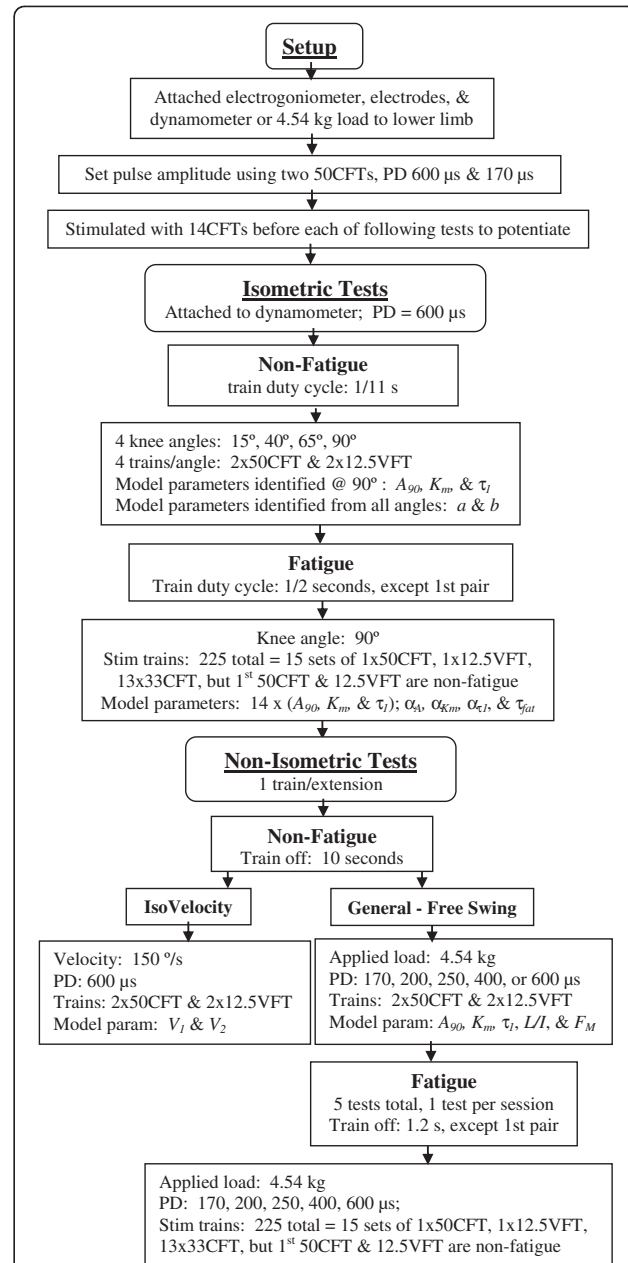 Setup
Attached electrogoniometer, electrodes, &
dynamometer or 4.54 kg load to lower limb
Set pulse amplitude using two 50CFTs, PD 600 µs & 170 µs
Stimulated with 14CFTs before each of following tests to potentiate
Isometric Tests
Attached to dynamometer; PD = 600 µs
Non-Fatigue
train duty cycle: 1/11 s
4 knee angles: 15º, 40º, 65º, 90º
4 trains/angle: 2x50CFT & 2x12.5VFT
Model parameters identified @ 90º : A90, Km, & τ1
Model parameters identified from all angles: a & b
Fatigue
Train duty cycle: 1/2 seconds, except 1st pair
Knee angle: 90º
Stim trains: 225 total = 15 sets of 1x50CFT, 1x12.5VFT,
13x33CFT, but 1st 50CFT & 12.5VFT are non-fatigue
Model parameters: 14 x (A90, Km, & τ1); αA, αKm, ατ1, & τfat
Non-Isometric Tests
1 train/extension
Non-Fatigue
Train off: 10 seconds
IsoVelocity
Velocity: 150 º/s
PD: 600 µs
Trains: 2x50CFT & 2x12.5VFT
Model param: V1 & V2
General - Free Swing
Applied load: 4.54 kg
PD: 170, 200, 250, 400, or 600 µs
Trains: 2x50CFT & 2x12.5VFT
Model param: A90, Km, τ1, L/I, & FM
Fatigue
5 tests total, 1 test per session
Train off: 1.2 s, except 1st pair
Applied load: 4.54 kg
PD: 170, 200, 250, 400, 600 µs;
Stim trains: 225 total = 15 sets of 1x50CFT, 1x12.5VFT,
13x33CFT, but 1st 50CFT & 12.5VFT are non-fatigue